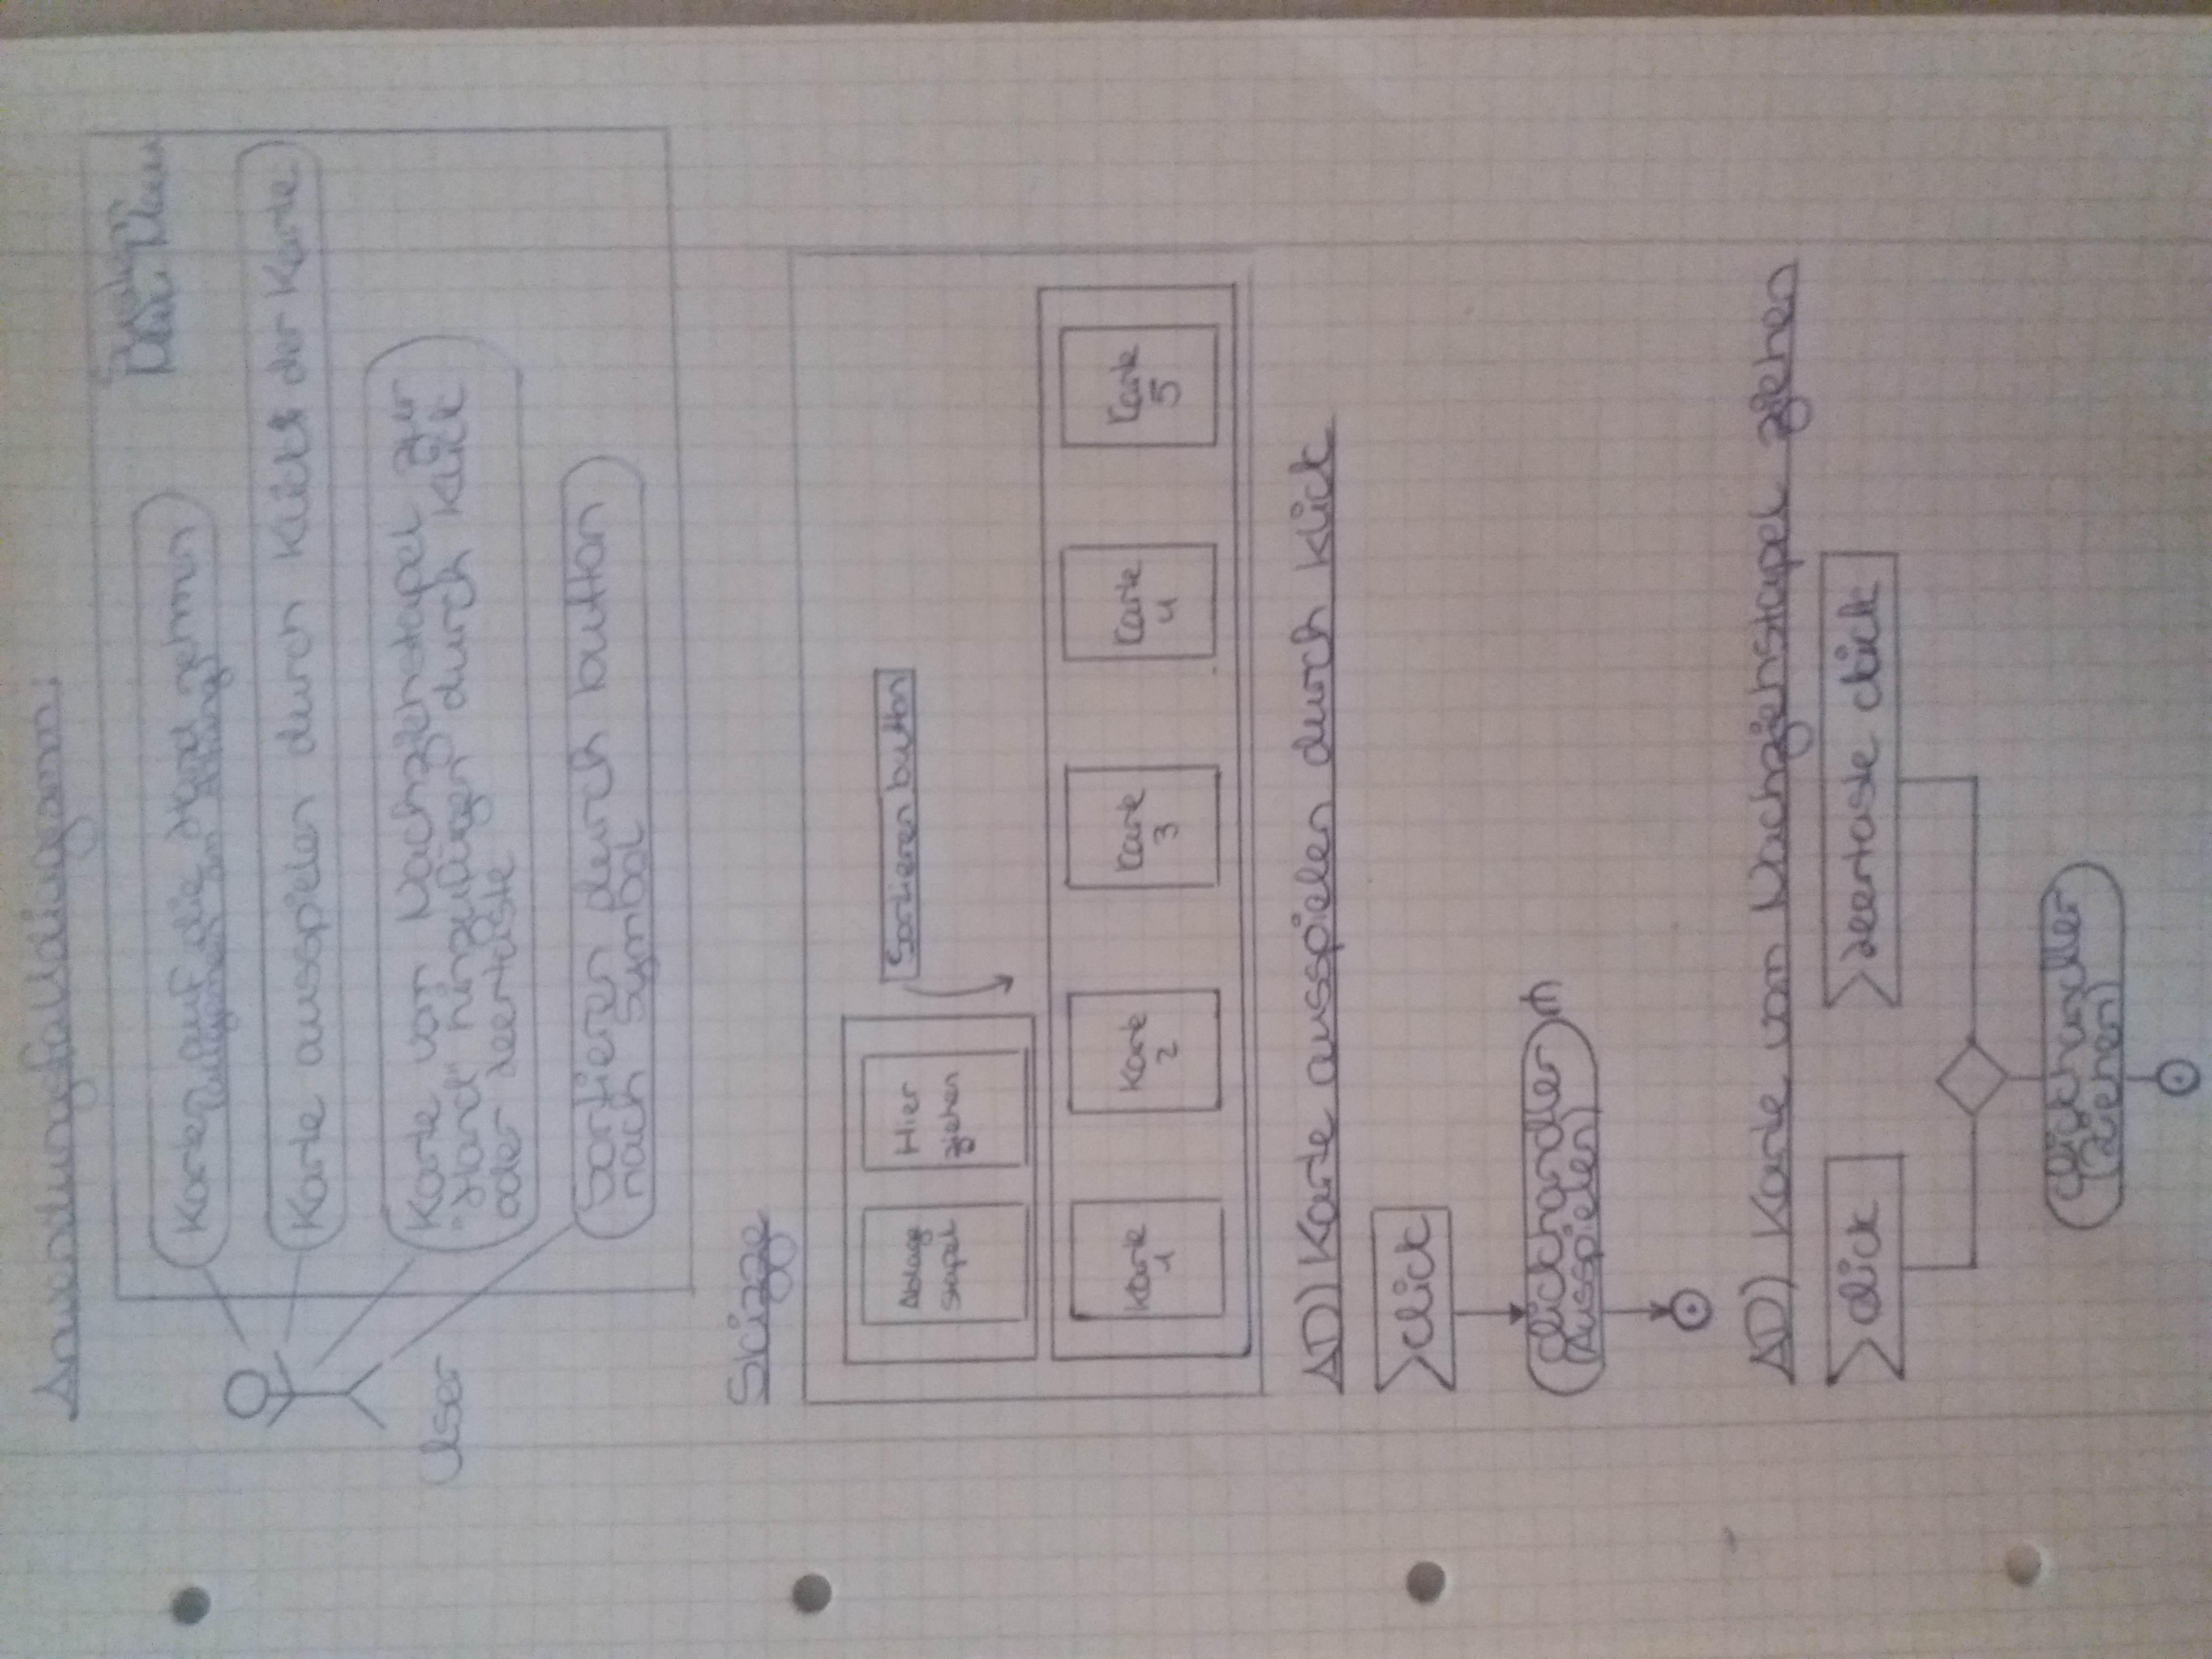 Anwendungsfalldiagramm:
System
Mau Mau
Karten auf die Hand nehmen
(allgemein am Anfang)
Karte ausspielen durch Klick der Karte
User
Karte vom Nachziehstapel zur
"Hand" hinzufügen durch Klick
oder Leertaste
Sortieren durch button
nach Symbol
Skizze
Ablage
stapel
Hier
ziehen
Sortieren button
Karte
1
Karte
2
Karte
3
Karte
4
Karte
5
AD) Karte ausspielen durch Klick
click
clickhandler
(Ausspielen)
AD) Karte vom Nachziehstapel ziehen
click
Leertaste click
clickhandler
(Ziehen)